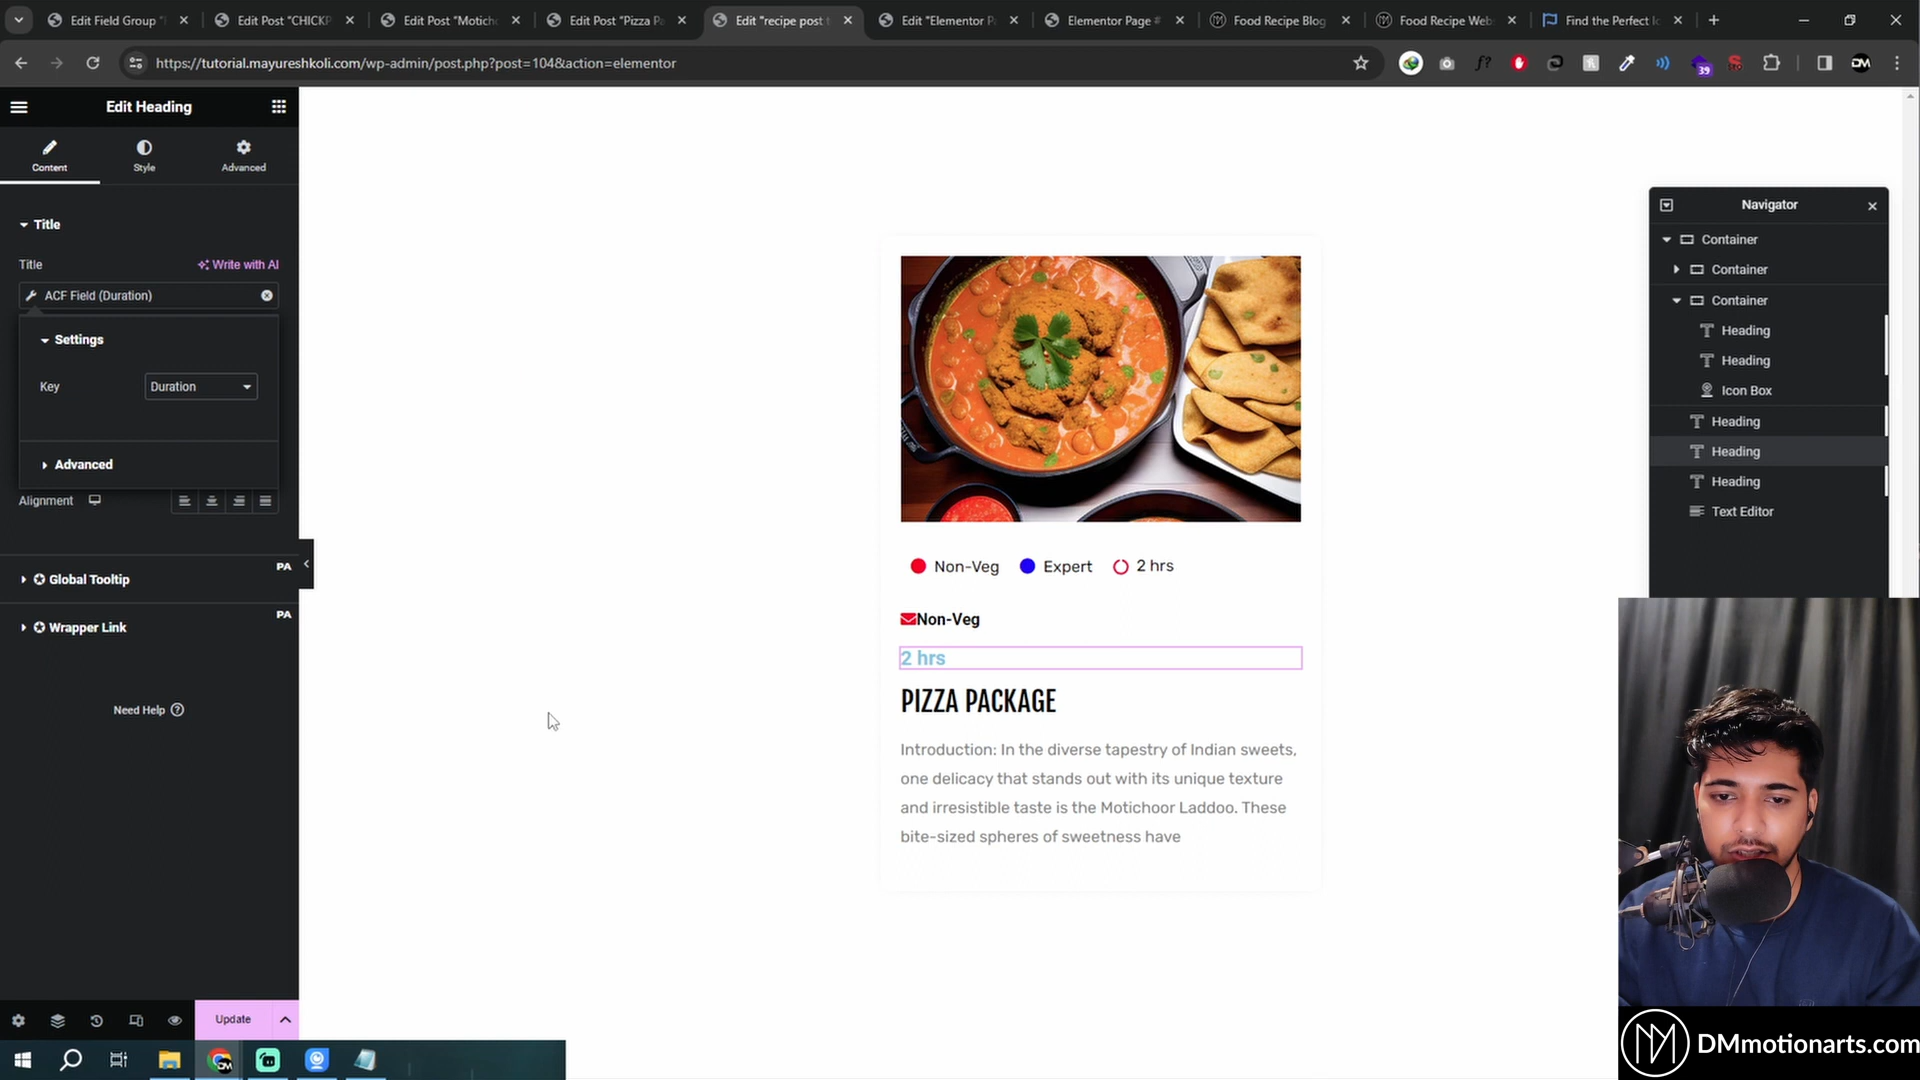 Edit Field Group "
Edit Post "CHICKP
Edit Post "Motich
Edit Post "Pizza Pa
Edit "recipe post t
Edit "Elementor Pa
Elementor Page #
Food Recipe Blog
Food Recipe Web
Find the Perfect Ic
https://tutorial.mayureshkoli.com/wp-admin/post.php?post=104&action=elementor
39
DM
Edit Heading
Content
Style
Advanced
Title
Title
Write with AI
ACF Field (Duration)
Settings
Key
Duration
Advanced
Alignment
PA
Global Tooltip
PA
Wrapper Link
Need Help
Update
Non-Veg
Expert
2 hrs
Non-Veg
2 hrs
PIZZA PACKAGE
Introduction: In the diverse tapestry of Indian sweets,
one delicacy that stands out with its unique texture
and irresistible taste is the Motichoor Laddoo. These
bite-sized spheres of sweetness have
Navigator
Container
Container
Container
Heading
Heading
Icon Box
Heading
Heading
Heading
Text Editor
DMmotionarts.com